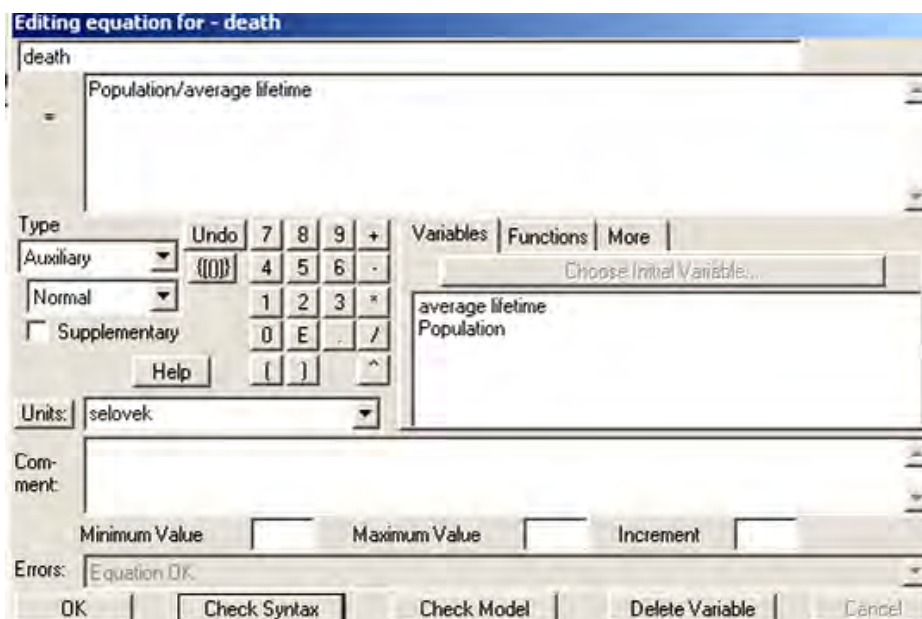 Editing equation for - death
death
= Population/average lifetime
Type
Auxiliary
Normal
Supplementary
Help
Undo 7 8 9 +
{[()]} 4 5 6 -
1 2 3 *
0 E . /
( ) ^
Variables Functions More
Choose Initial Variable...
average lifetime
Population
Units: selovek
Com-
ment:
Minimum Value Maximum Value Increment
Errors: Equation OK
OK Check Syntax Check Model Delete Variable Cancel